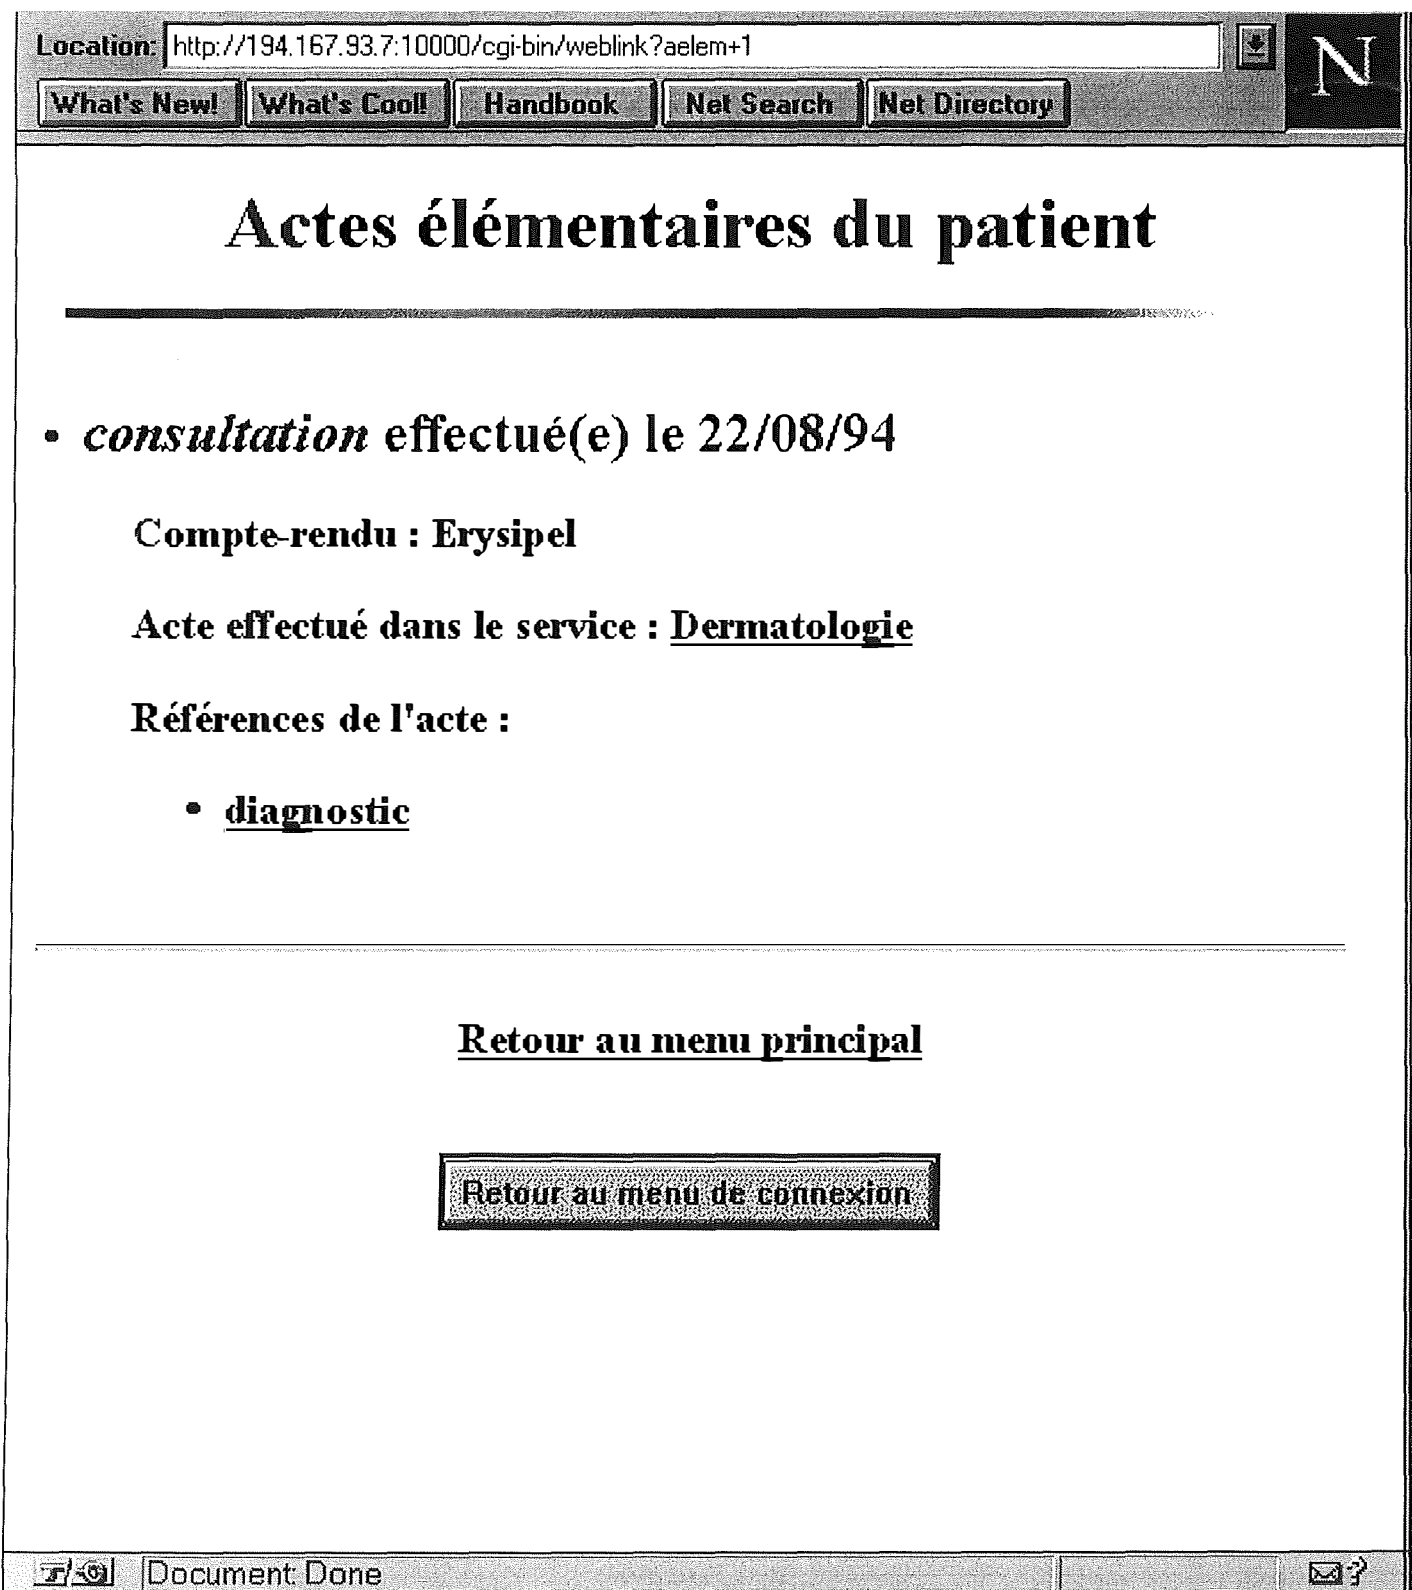 Location: http://194.167.93.7:10000/cgi-bin/weblink?aelem+1
N
What's New! What's Cool! Handbook Net Search Net Directory
Actes élémentaires du patient
• consultation effectué(e) le 22/08/94
Compte-rendu : Erysipel
Acte effectué dans le service : Dermatologie
Références de l'acte :
• diagnostic
Retour au menu principal
Retour au menu de connexion
Document: Done
?